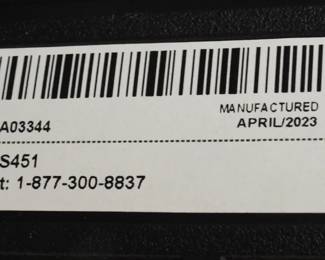 MANUFACTURED
A03344 APRIL/2023
S451
t: 1-877-300-8837